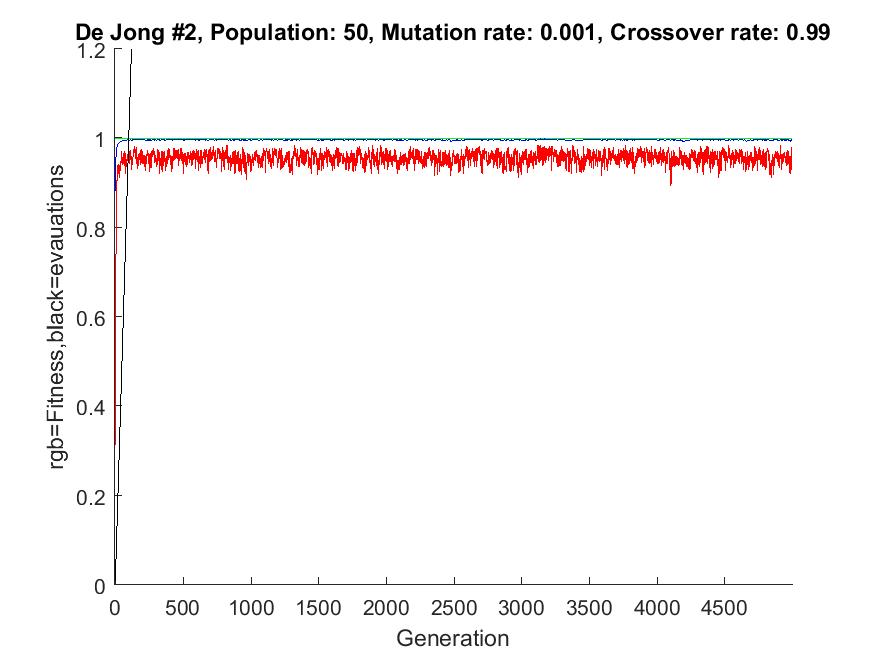 De Jong #2, Population: 50, Mutation rate: 0.001, Crossover rate: 0.99
1.2
1
0.8
0.6
0.4
0.2
0
rgb=Fitness,black=evauations
0 500 1000 1500 2000 2500 3000 3500 4000 4500
Generation